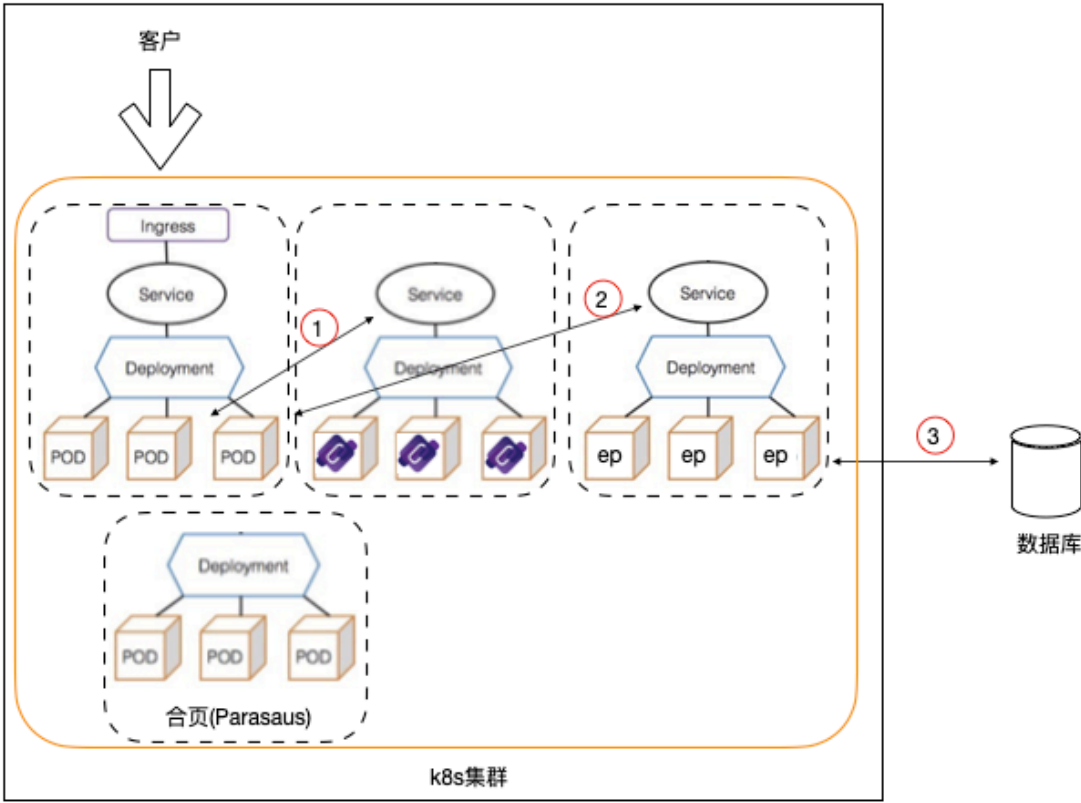 客户
Ingress
Service
Service
Service
1
2
Deployment
Deployment
Deployment
POD
POD
POD
ep
ep
ep
3
数据库
Deployment
POD
POD
POD
合页(Parasaus)
k8s集群